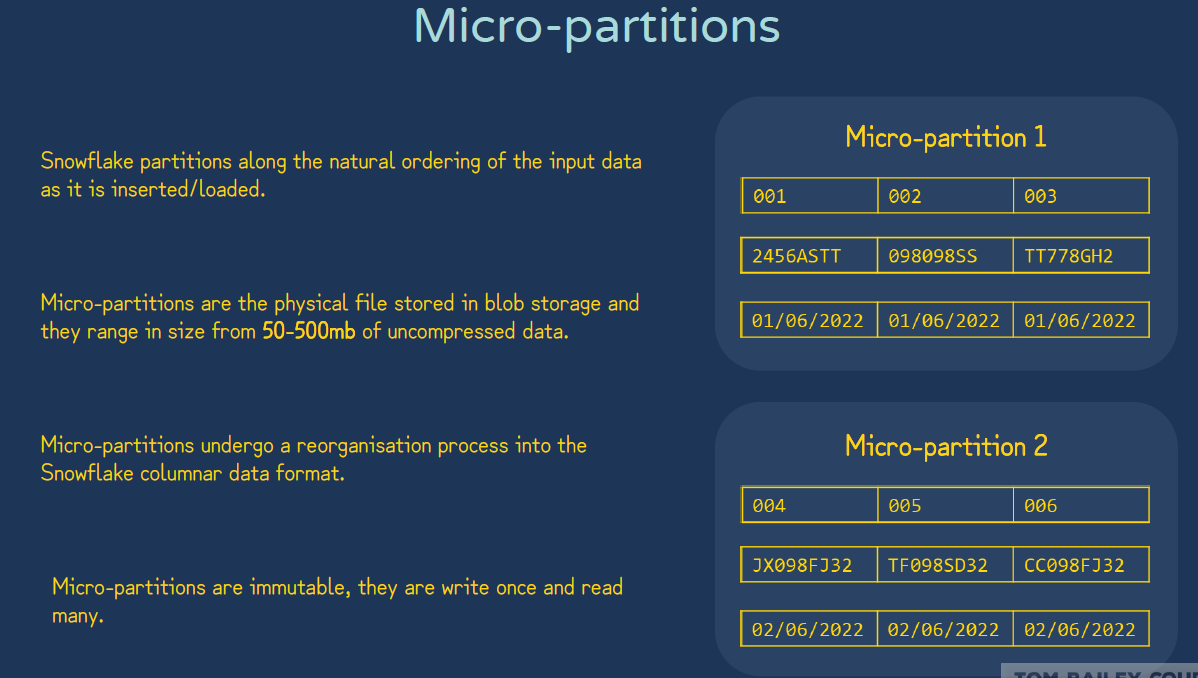 Micro-partitions
Snowflake partitions along the natural ordering of the input data
as it is inserted/loaded.
Micro-partitions are the physical file stored in blob storage and
they range in size from 50-500mb of uncompressed data.
Micro-partitions undergo a reorganisation process into the
Snowflake columnar data format.
Micro-partitions are immutable, they are write once and read
many.
Micro-partition 1
001 002 003
2456ASTT 098098SS TT778GH2
01/06/2022 01/06/2022 01/06/2022
Micro-partition 2
004 005 006
JX098FJ32 TF098SD32 CC098FJ32
02/06/2022 02/06/2022 02/06/2022
TOM BAILEY